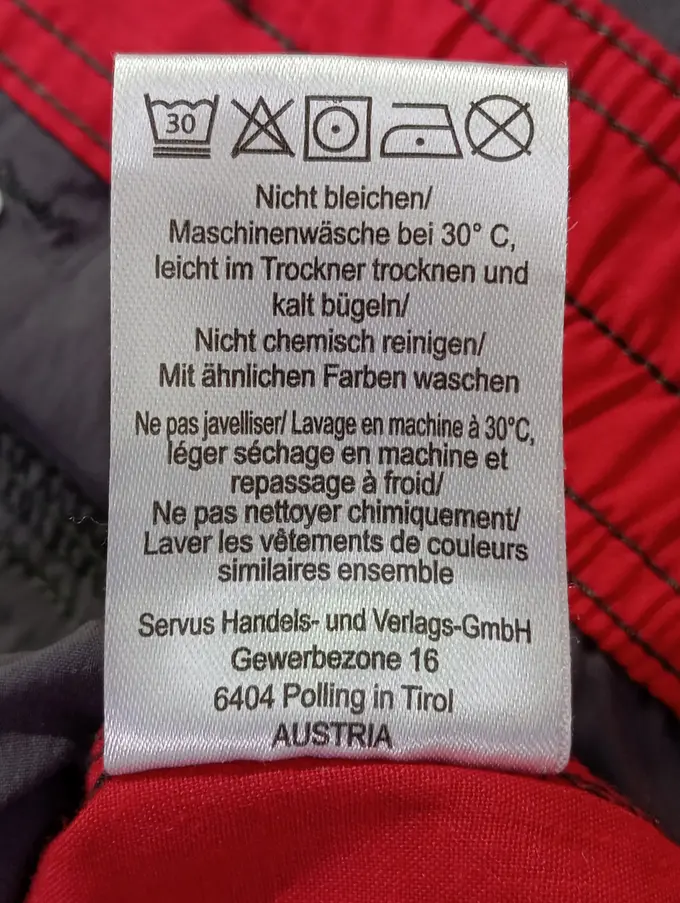 30
Nicht bleichen/
Maschinenwäsche bei 30° C,
leicht im Trockner trocknen und
kalt bügeln/
Nicht chemisch reinigen/
Mit ähnlichen Farben waschen
Ne pas javelliser/ Lavage en machine à 30°C,
léger séchage en machine et
repassage à froid/
Ne pas nettoyer chimiquement/
Laver les vêtements de couleurs
similaires ensemble
Servus Handels- und Verlags-GmbH
Gewerbezone 16
6404 Polling in Tirol
AUSTRIA